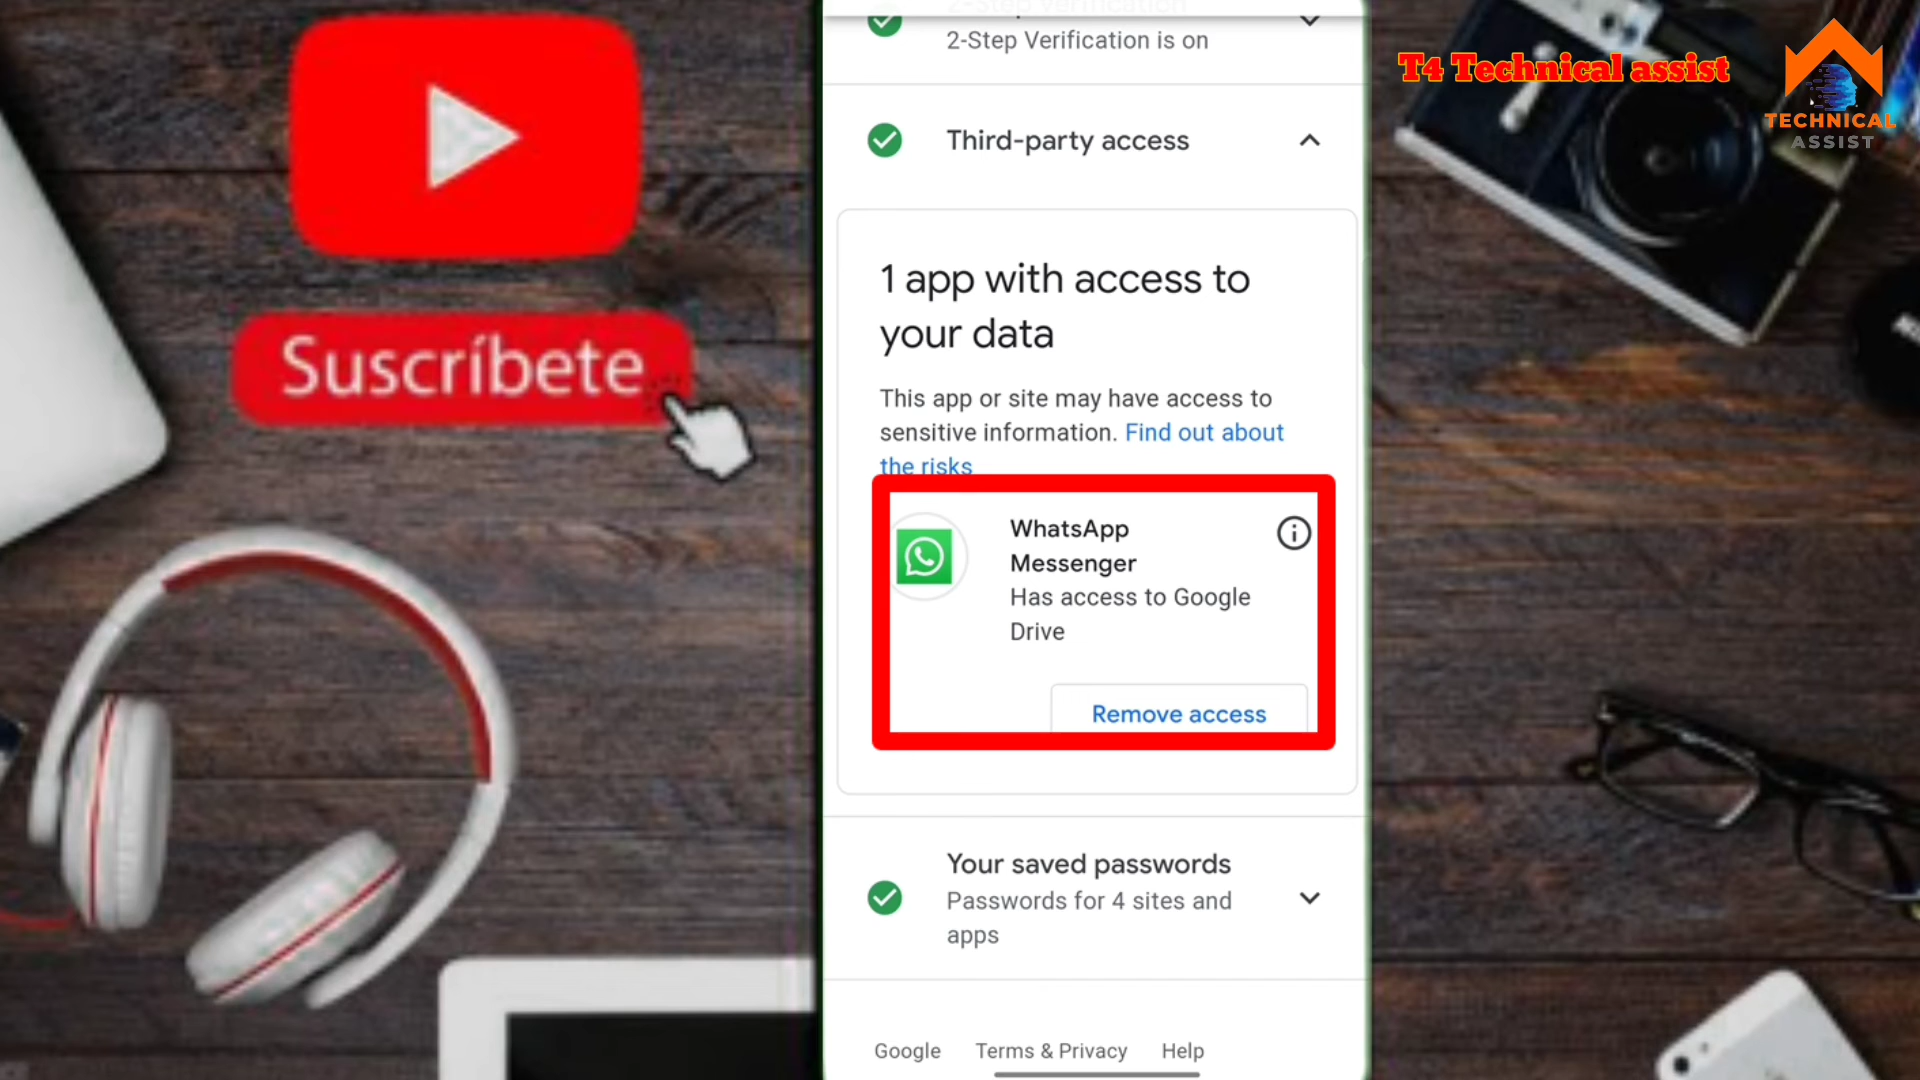 2-Step Verification
2-Step Verification is on
T4 Technical assist
TECHNICAL
ASSIST
Third-party access
1 app with access to
your data
Suscríbete
This app or site may have access to
sensitive information. Find out about
the risks
WhatsApp
Messenger
Has access to Google
Drive
Remove access
Your saved passwords
Passwords for 4 sites and
apps
Google Terms & Privacy Help